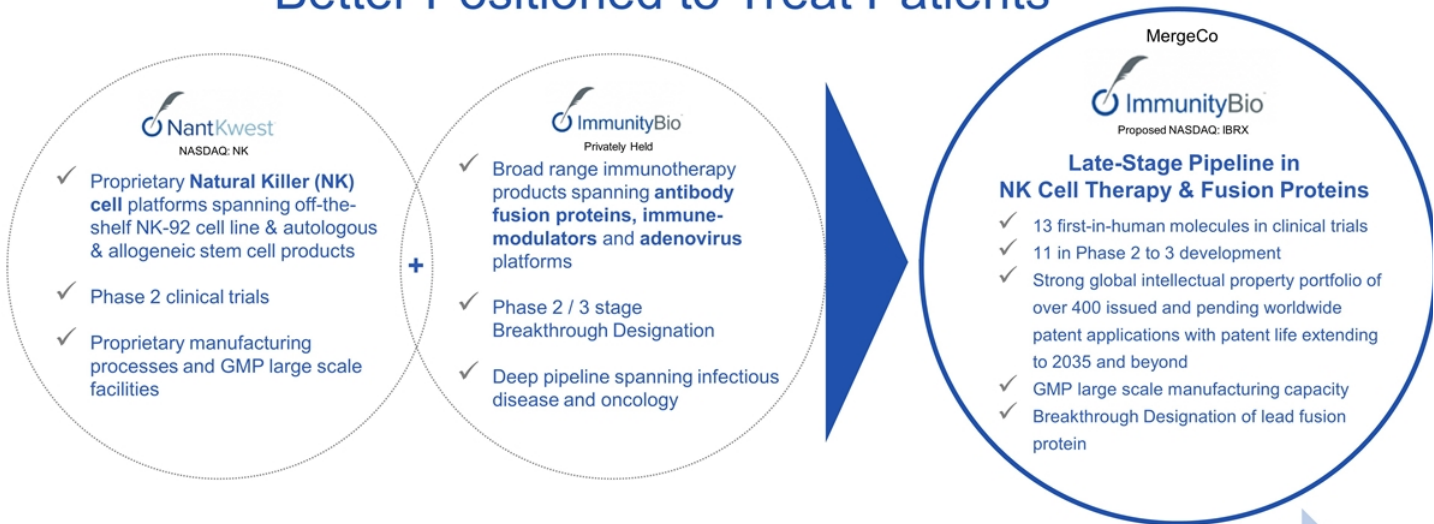 Better Positioned to Treat Patients
NantKwest
NASDAQ: NK
Proprietary Natural Killer (NK)
cell platforms spanning off-the-
shelf NK-92 cell line & autologous
& allogeneic stem cell products
Phase 2 clinical trials
Proprietary manufacturing
processes and GMP large scale
facilities
+
ImmunityBio
Privately Held
Broad range immunotherapy
products spanning antibody
fusion proteins, immune-
modulators and adenovirus
platforms
Phase 2 / 3 stage
Breakthrough Designation
Deep pipeline spanning infectious
disease and oncology
MergeCo
ImmunityBio
Proposed NASDAQ: IBRX
Late-Stage Pipeline in
NK Cell Therapy & Fusion Proteins
13 first-in-human molecules in clinical trials
11 in Phase 2 to 3 development
Strong global intellectual property portfolio of
over 400 issued and pending worldwide
patent applications with patent life extending
to 2035 and beyond
GMP large scale manufacturing capacity
Breakthrough Designation of lead fusion
protein